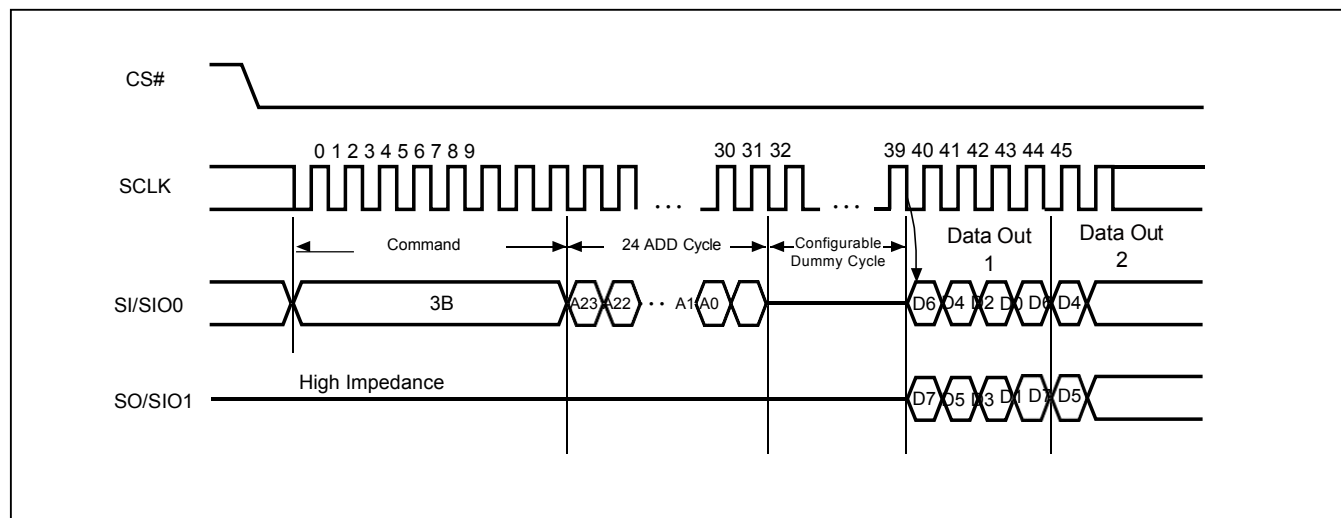 CS#
0 1 2 3 4 5 6 7 8 9
30 31 32
39 40 41 42 43 44 45
SCLK
... ...
Command
24 ADD Cycle
Configurable
Dummy Cycle
Data Out
1
Data Out
2
SI/SIO0
3B
A23 A22 .. A1 A0
D6 D4 D2 D0 D6 D4
High Impedance
SO/SIO1
D7 D5 D3 D1 D7 D5